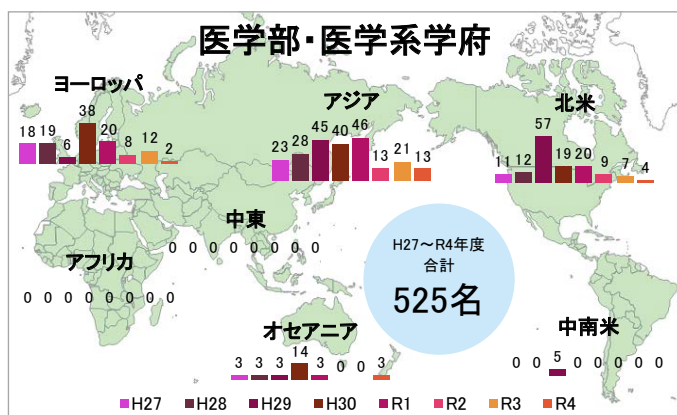 医学部・医学系学府
ヨーロッパ
18 19 6 38 20 8 12 2
アジア
23 28 45 40 46 13 21 13
北米
11 12 57 19 20 9 7 4
中東
0 0 0 0 0 0 0 0
アフリカ
0 0 0 0 0 0 0 0
H27～R4年度
合計
525名
オセアニア
3 3 3 14 3 0 0 3
中南米
0 0 5 0 0 0 0 0
H27 H28 H29 H30 R1 R2 R3 R4